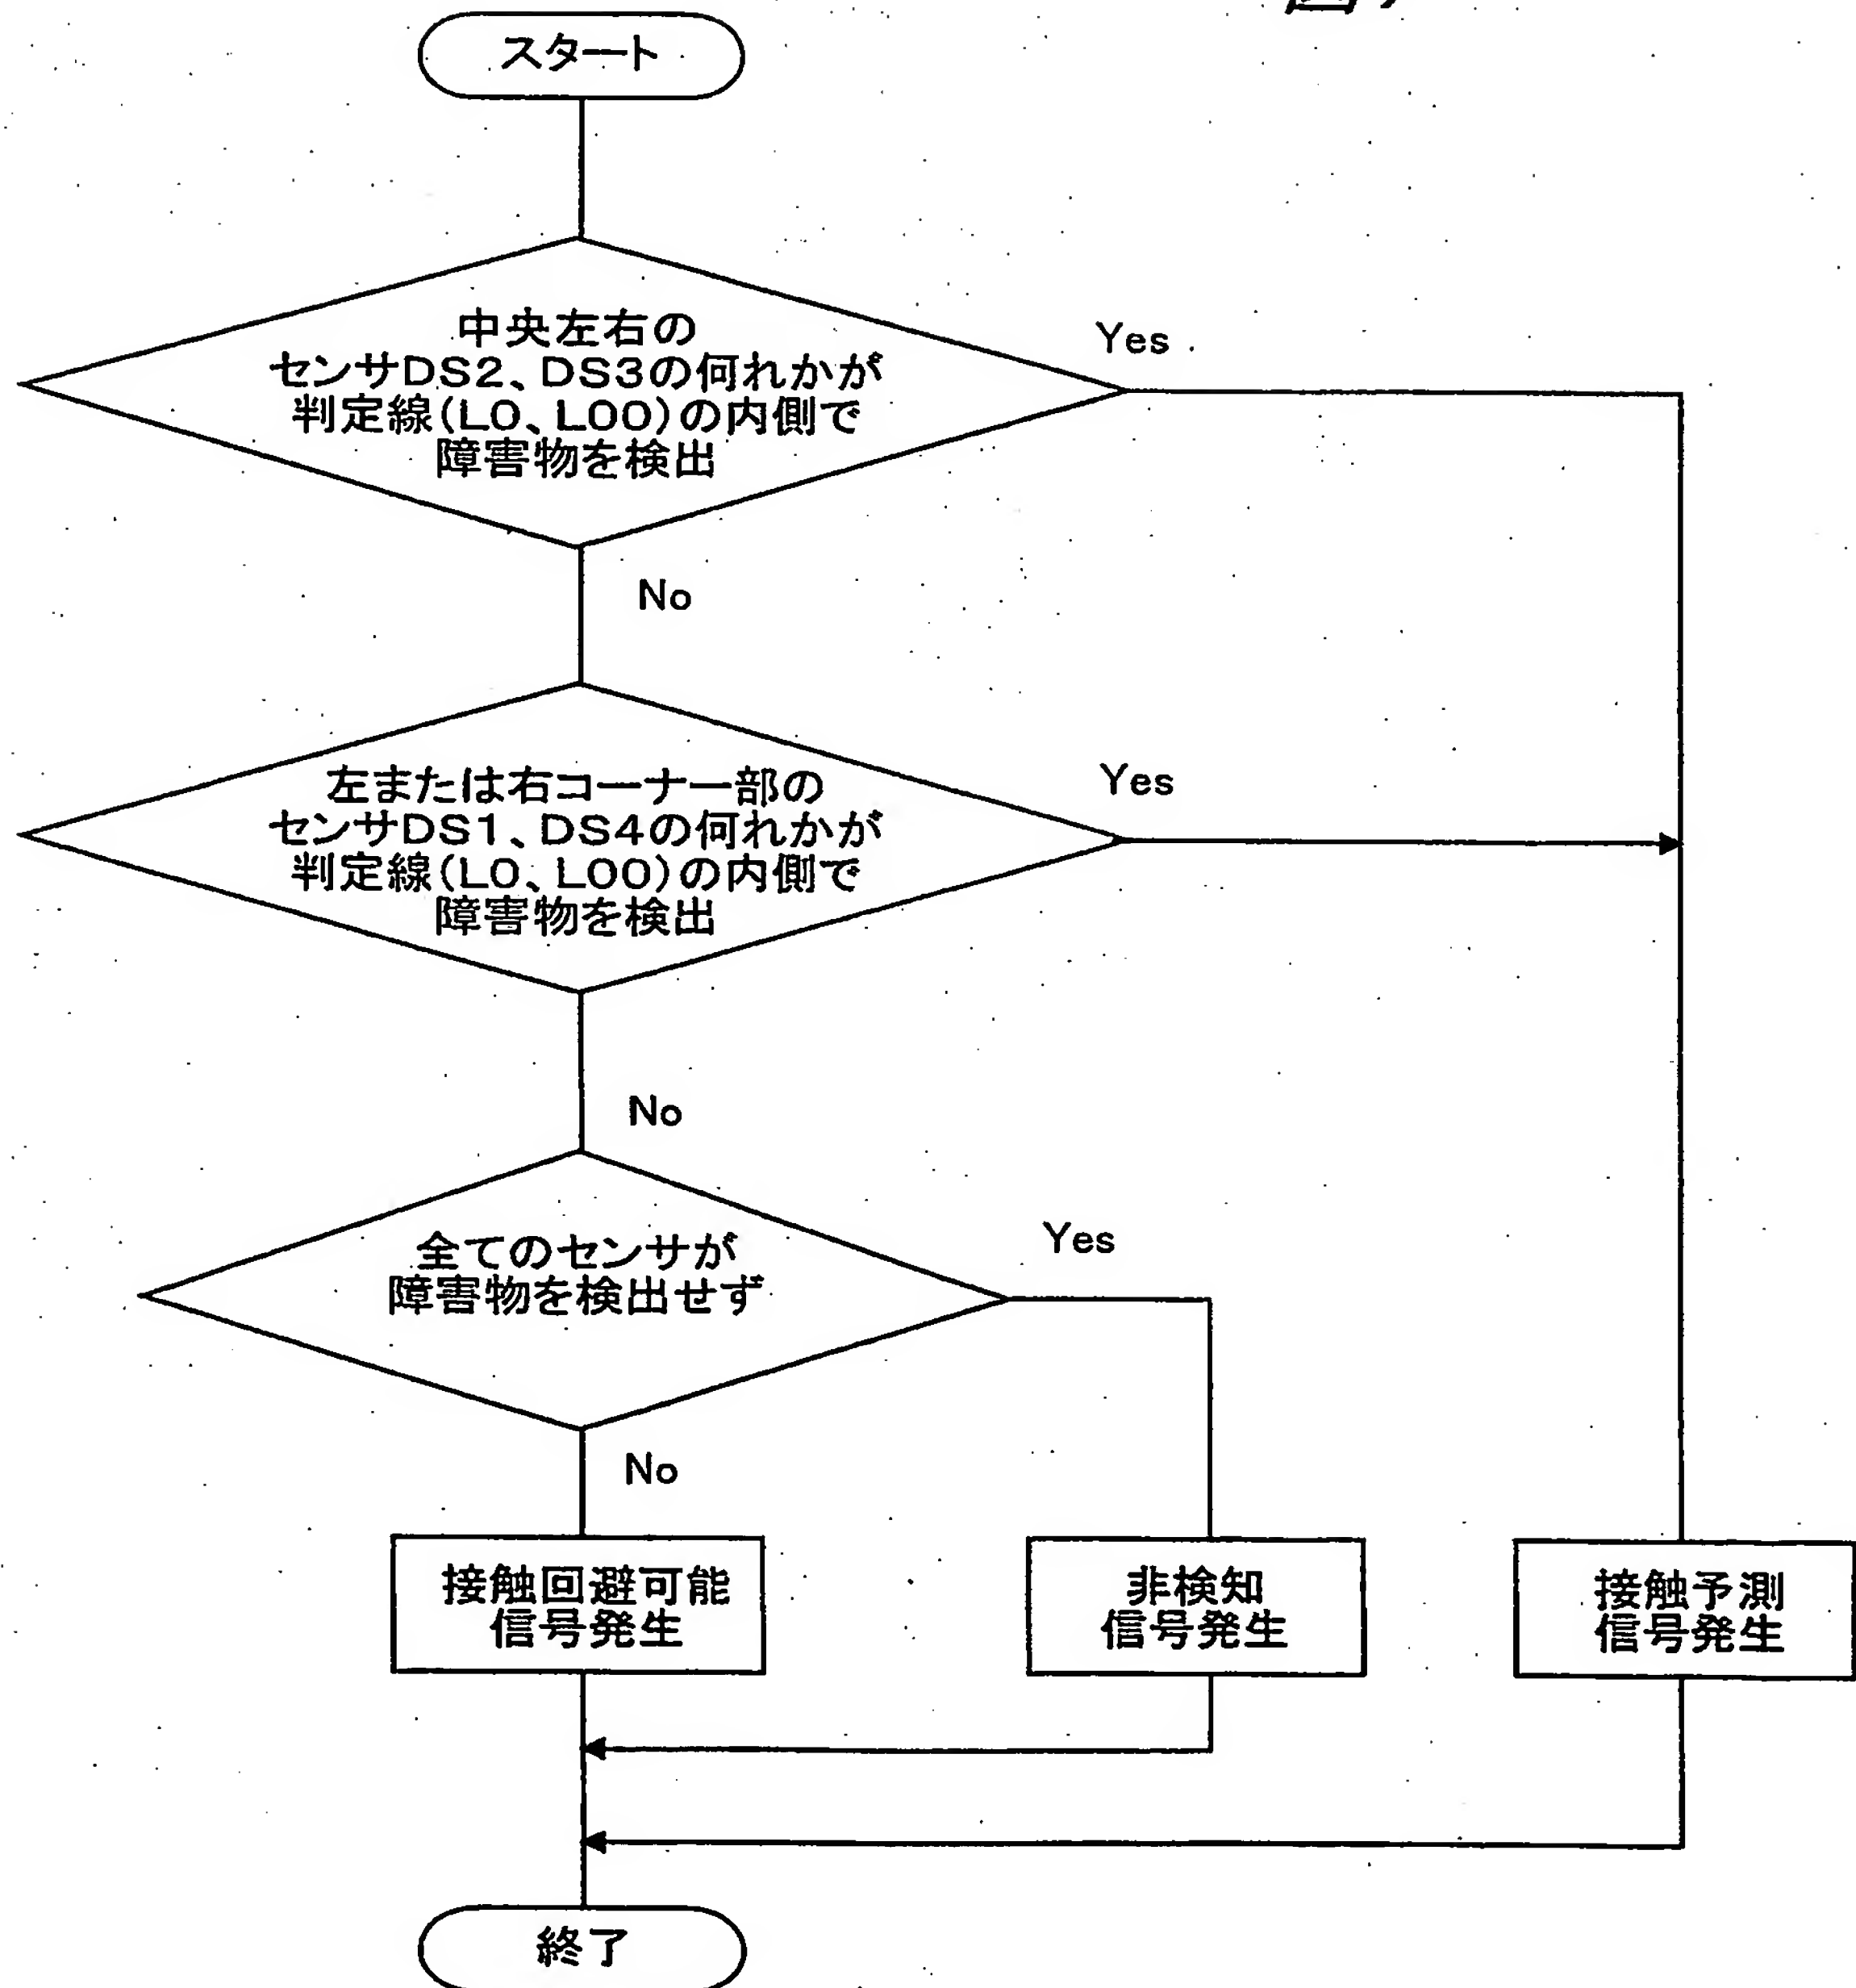 スタート
中央左右の
センサDS2、DS3の何れかが
判定線(L0、L00)の内側で
障害物を検出
Yes
No
左または右コーナー部の
センサDS1、DS4の何れかが
判定線(L0、L00)の内側で
障害物を検出
Yes
No
全てのセンサが
障害物を検出せず
Yes
No
接触回避可能
信号発生
非検知
信号発生
接触予測
信号発生
終了